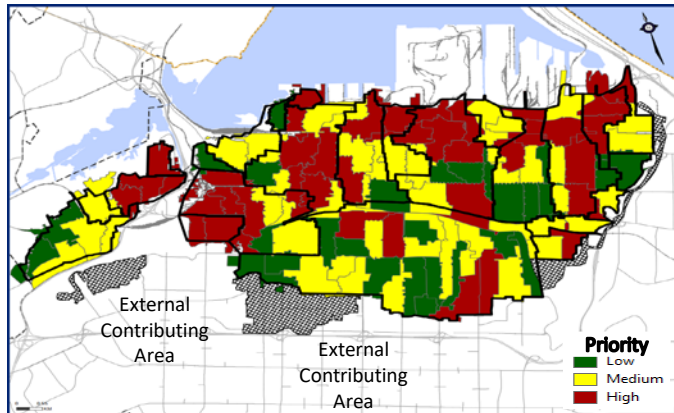 External
Contributing
Area
External
Contributing
Area
Priority
Low
Medium
High